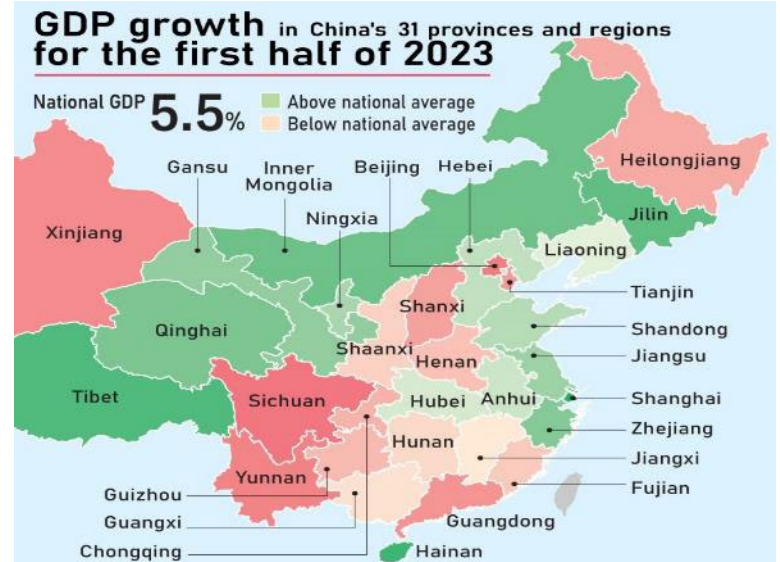 GDP growth in China's 31 provinces and regions
for the first half of 2023
National GDP 5.5%
Above national average
Below national average
Gansu
Inner
Mongolia
Beijing
Hebei
Heilongjiang
Ningxia
Jilin
Xinjiang
Liaoning
Tianjin
Shanxi
Qinghai
Shandong
Shaanxi
Henan
Jiangsu
Tibet
Sichuan
Hubei
Anhui
Shanghai
Zhejiang
Hunan
Jiangxi
Yunnan
Fujian
Guizhou
Guangxi
Guangdong
Chongqing
Hainan